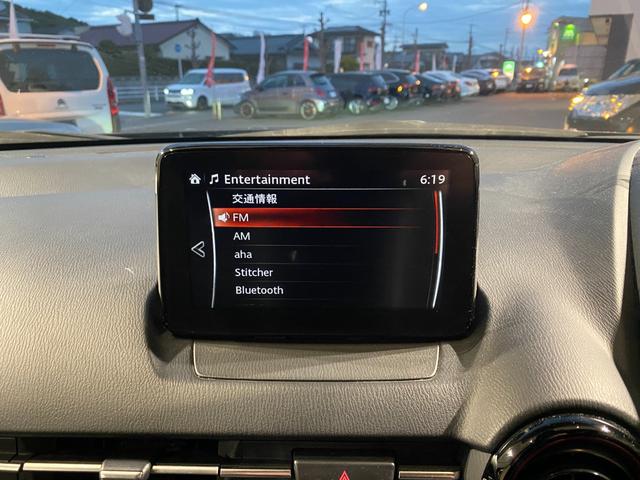 Entertainment 6:19
交通情報
FM
AM
aha
Stitcher
Bluetooth